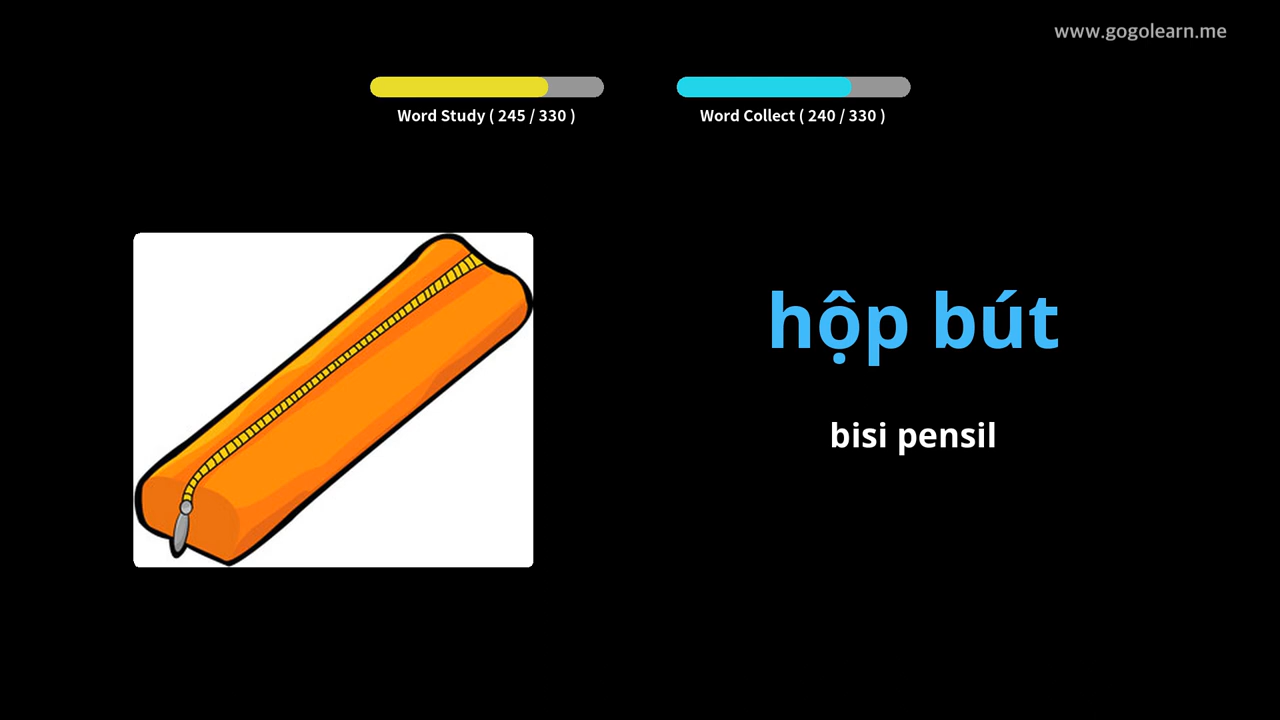 www.gogolearn.me
Word Study ( 245 / 330 )
Word Collect ( 240 / 330 )
hộp bút
bisi pensil